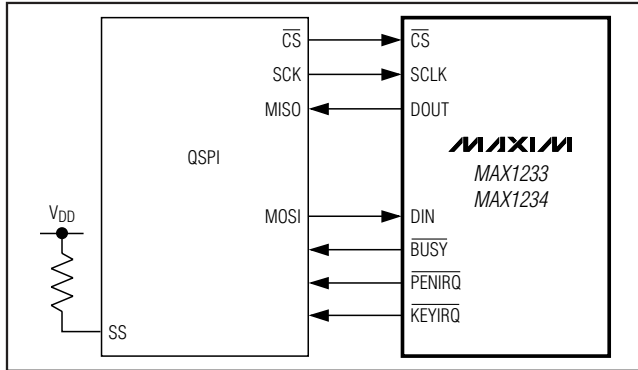 CS CS
SCK SCLK
MISO DOUT
MAXIM
QSPI
MAX1233
MAX1234
VDD
MOSI DIN
BUSY
PENIRQ
KEYIRQ
SS